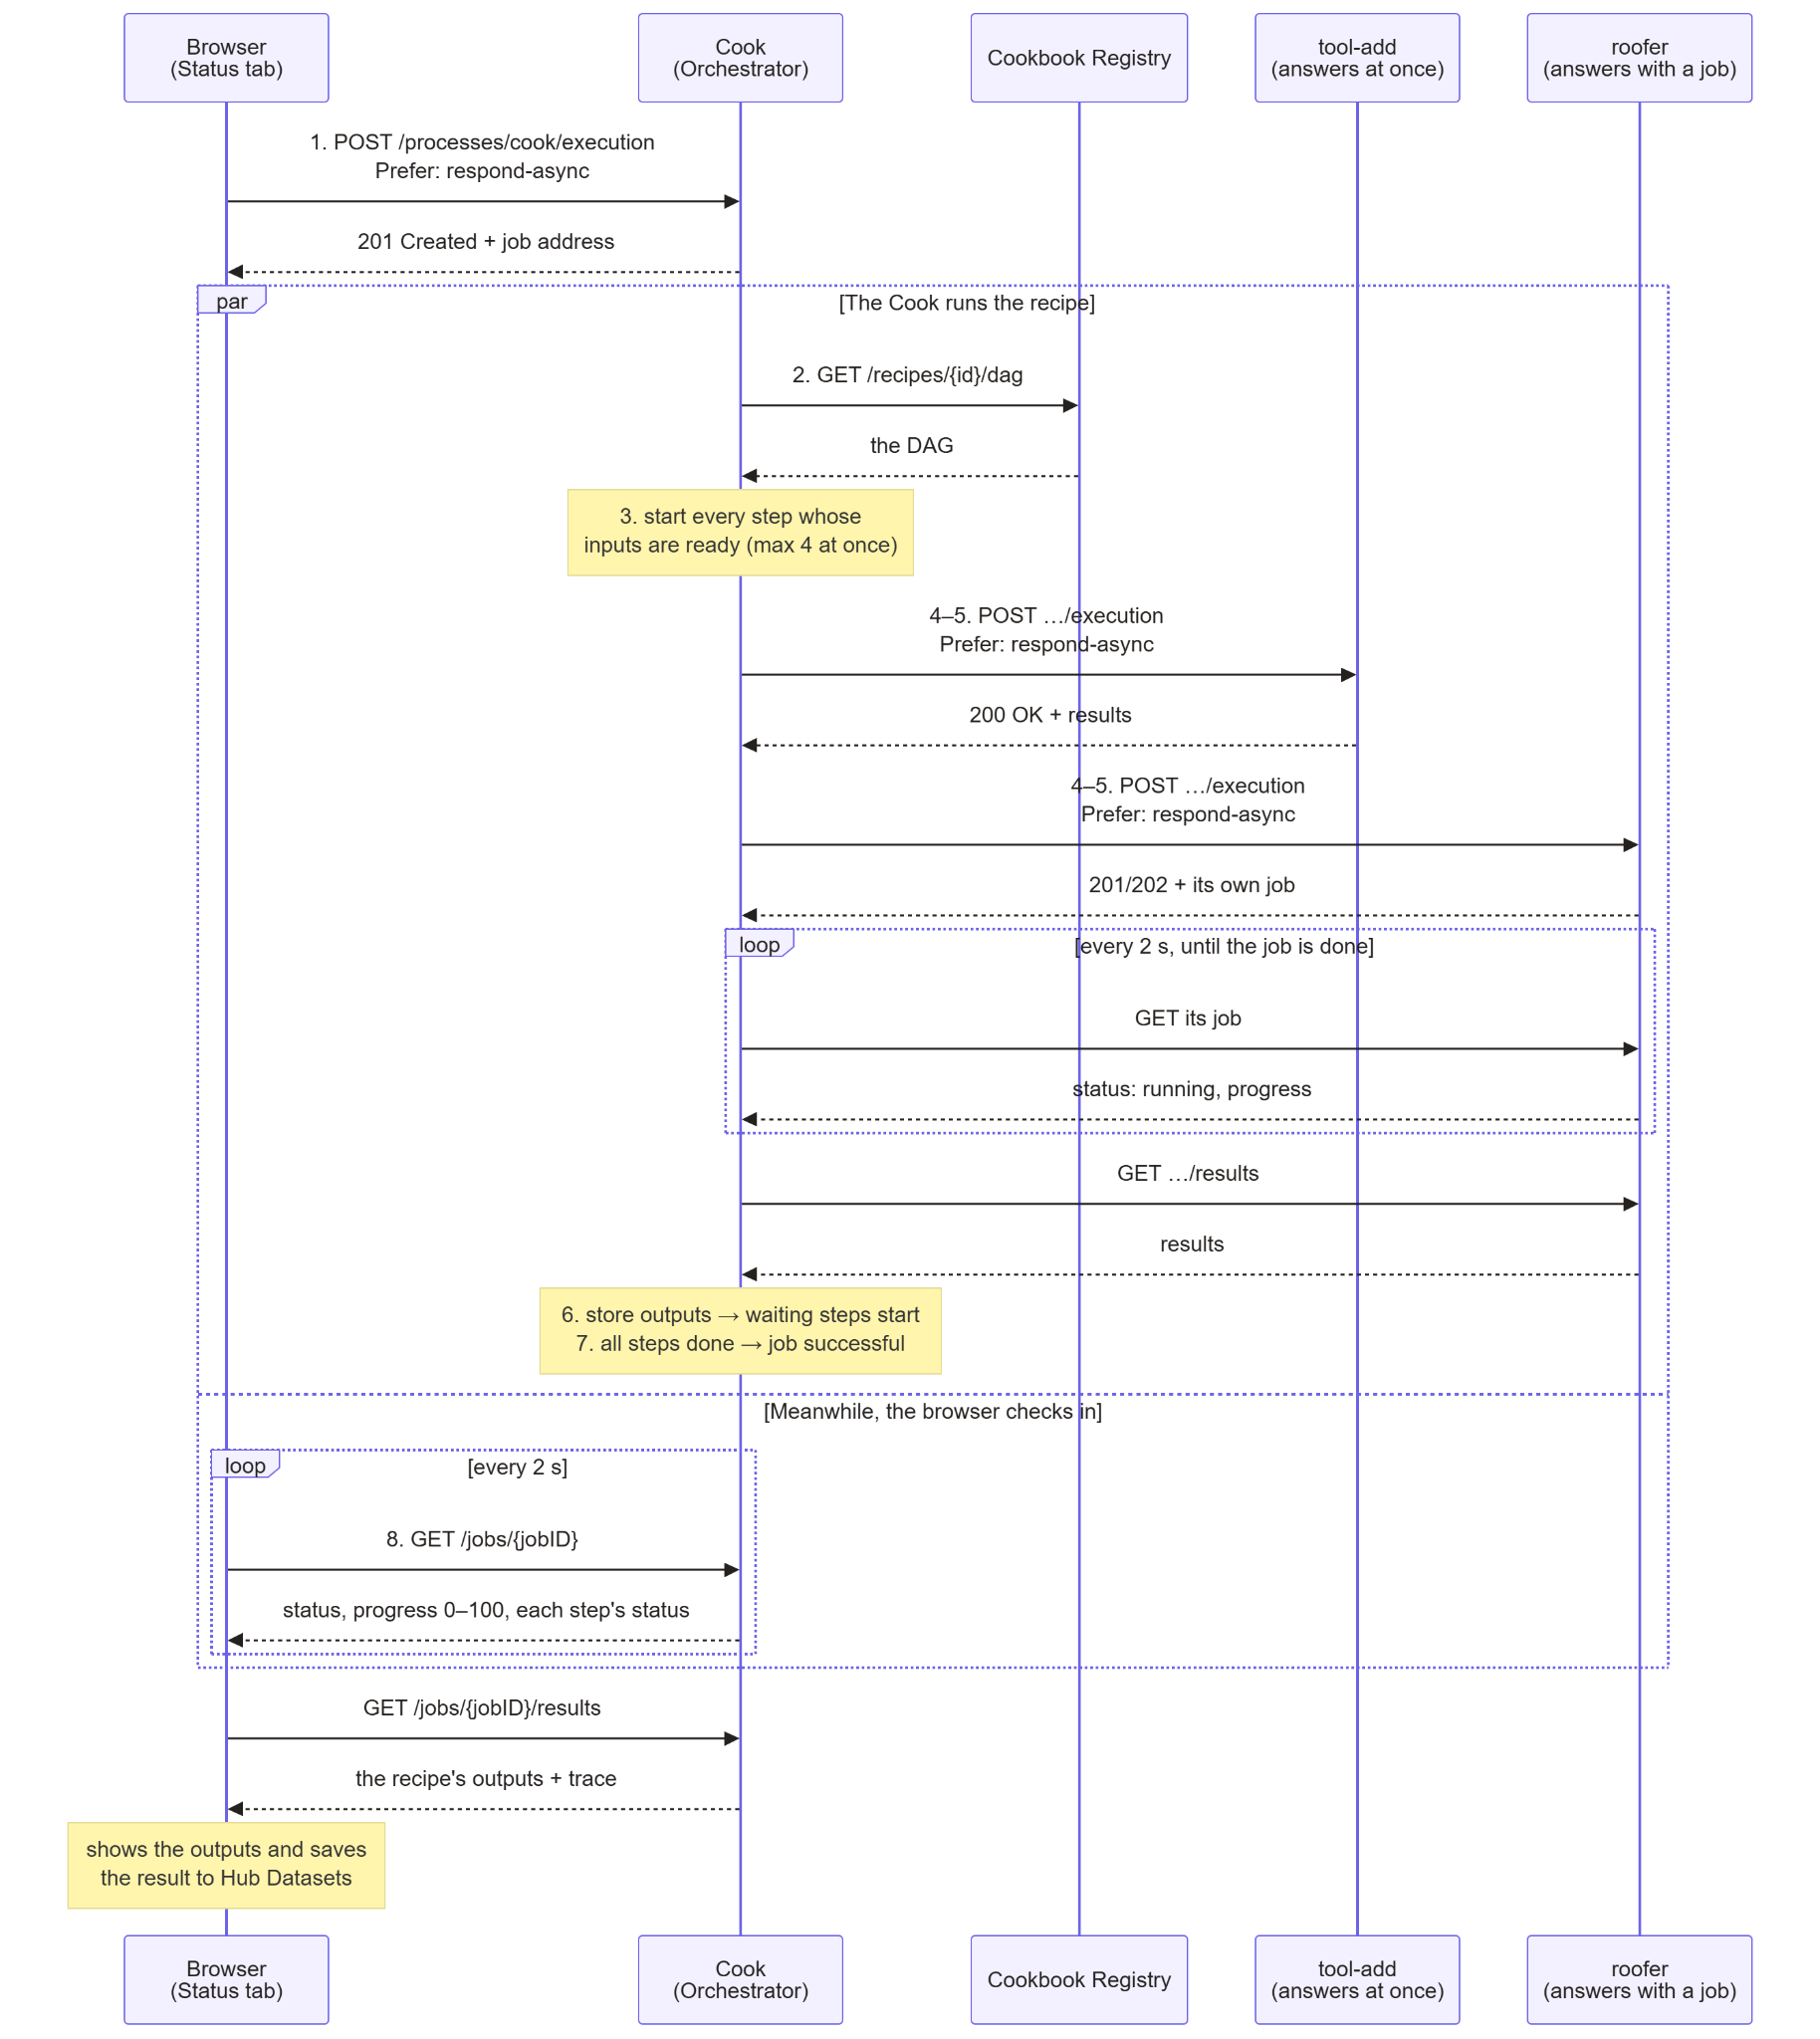 Browser
(Status tab)
Cook
(Orchestrator)
Cookbook Registry
tool-add
(answers at once)
roofer
(answers with a job)
1. POST /processes/cook/execution
Prefer: respond-async
201 Created + job address
par
[The Cook runs the recipe]
2. GET /recipes/{id}/dag
the DAG
3. start every step whose
inputs are ready (max 4 at once)
4–5. POST …/execution
Prefer: respond-async
200 OK + results
4–5. POST …/execution
Prefer: respond-async
201/202 + its own job
loop
[every 2 s, until the job is done]
GET its job
status: running, progress
GET …/results
results
6. store outputs → waiting steps start
7. all steps done → job successful
[Meanwhile, the browser checks in]
loop
[every 2 s]
8. GET /jobs/{jobID}
status, progress 0–100, each step's status
GET /jobs/{jobID}/results
the recipe's outputs + trace
shows the outputs and saves
the result to Hub Datasets
Browser
(Status tab)
Cook
(Orchestrator)
Cookbook Registry
tool-add
(answers at once)
roofer
(answers with a job)